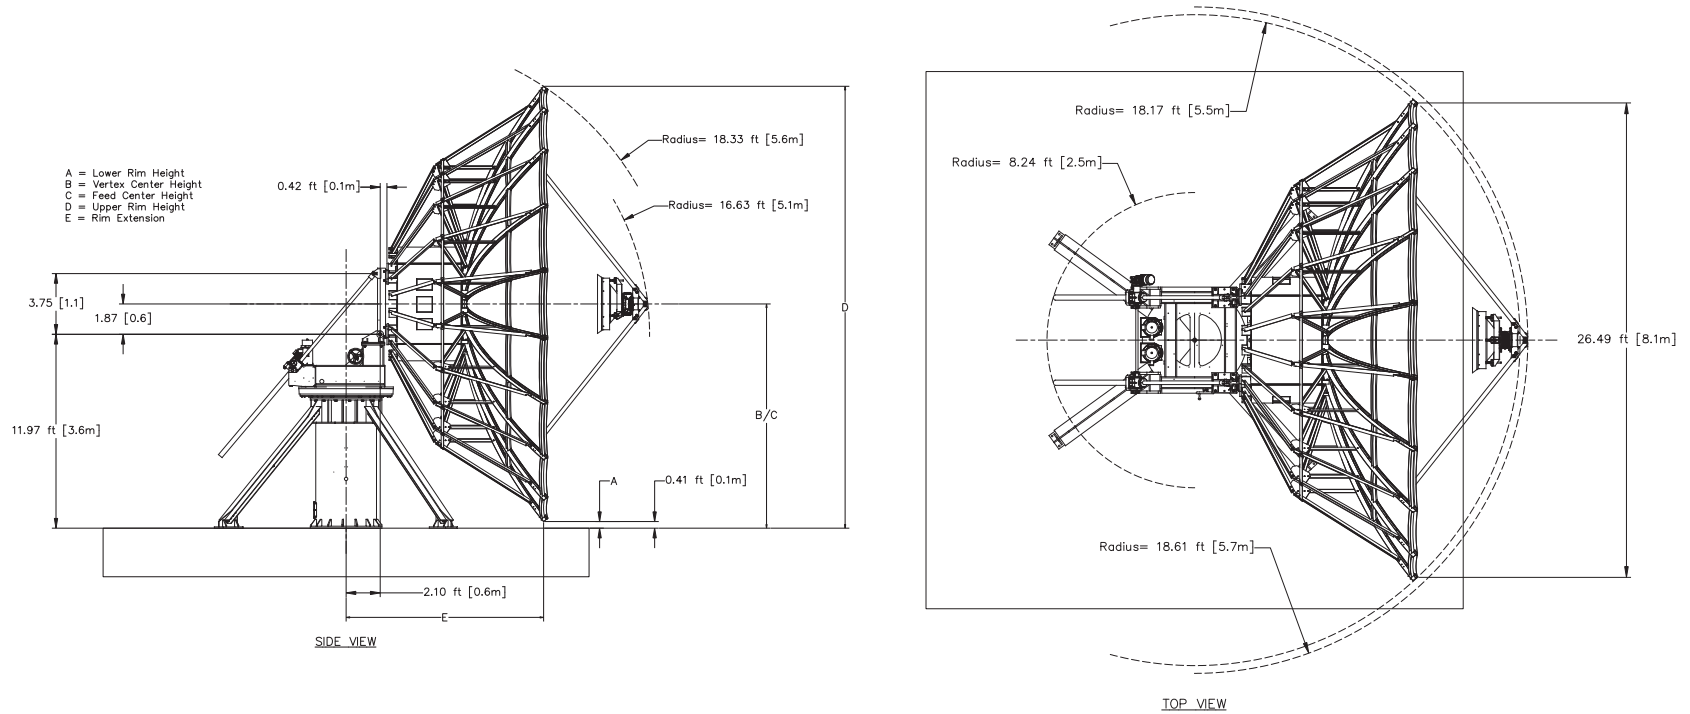 A = Lower Rim Height
B = Vertex Center Height
C = Feed Center Height
D = Upper Rim Height
E = Rim Extension
0.42 ft [0.1m]
Radius= 18.33 ft [5.6m]
Radius= 16.63 ft [5.1m]
3.75 [1.1]
1.87 [0.6]
D
11.97 ft [3.6m]
B/C
A
0.41 ft [0.1m]
2.10 ft [0.6m]
E
SIDE VIEW
Radius= 18.17 ft [5.5m]
Radius= 8.24 ft [2.5m]
26.49 ft [8.1m]
Radius= 18.61 ft [5.7m]
TOP VIEW